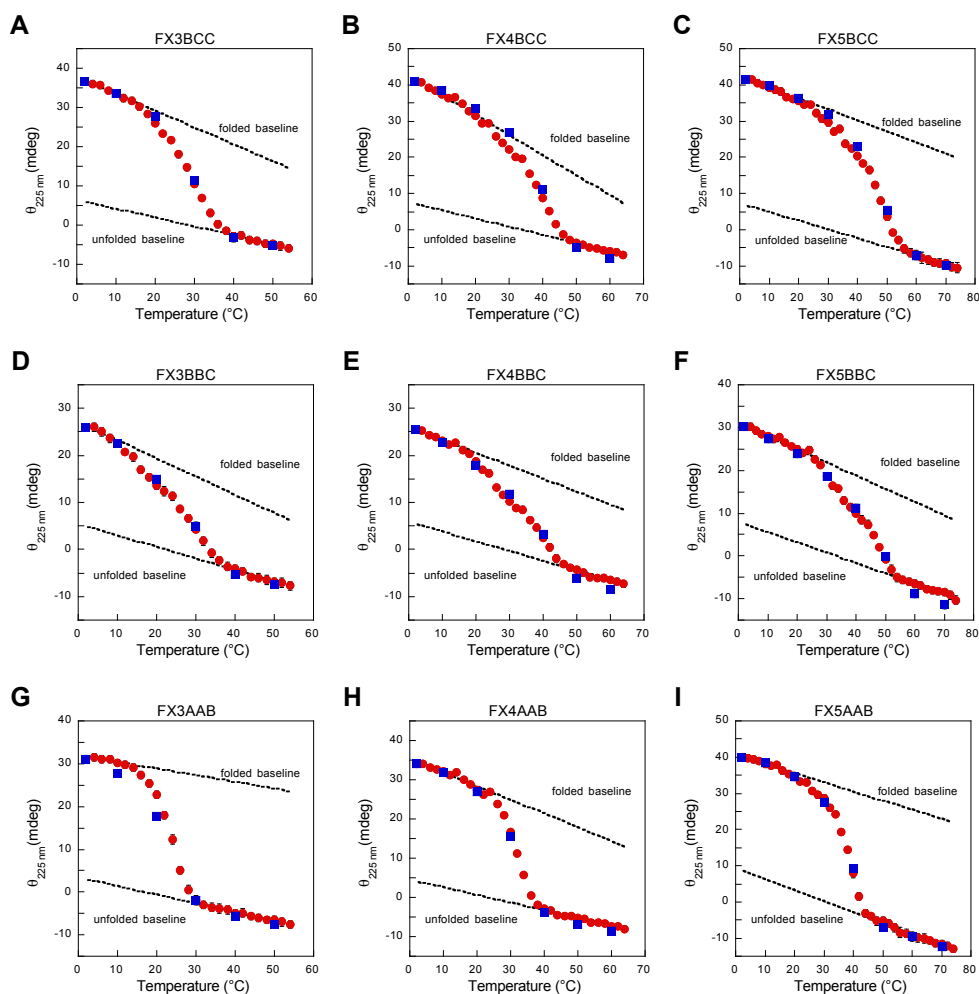 A
FX3BCC
θ225 nm (mdeg)
40
30
20
10
0
-10
folded baseline
unfolded baseline
0 10 20 30 40 50 60
Temperature (°C)
B
FX4BCC
θ225 nm (mdeg)
50
40
30
20
10
0
-10
folded baseline
unfolded baseline
0 10 20 30 40 50 60 70
Temperature (°C)
C
FX5BCC
θ225 nm (mdeg)
50
40
30
20
10
0
-10
folded baseline
unfolded baseline
0 10 20 30 40 50 60 70 80
Temperature (°C)
D
FX3BBC
θ225 nm (mdeg)
30
20
10
0
-10
folded baseline
unfolded baseline
0 10 20 30 40 50 60
Temperature (°C)
E
FX4BBC
θ225 nm (mdeg)
30
20
10
0
-10
folded baseline
unfolded baseline
0 10 20 30 40 50 60 70
Temperature (°C)
F
FX5BBC
θ225 nm (mdeg)
30
20
10
0
-10
folded baseline
unfolded baseline
0 10 20 30 40 50 60 70 80
Temperature (°C)
G
FX3AAB
θ225 nm (mdeg)
40
30
20
10
0
-10
folded baseline
unfolded baseline
0 10 20 30 40 50 60
Temperature (°C)
H
FX4AAB
θ225 nm (mdeg)
40
30
20
10
0
-10
folded baseline
unfolded baseline
0 10 20 30 40 50 60 70
Temperature (°C)
I
FX5AAB
θ225 nm (mdeg)
50
40
30
20
10
0
-10
folded baseline
unfolded baseline
0 10 20 30 40 50 60 70 80
Temperature (°C)